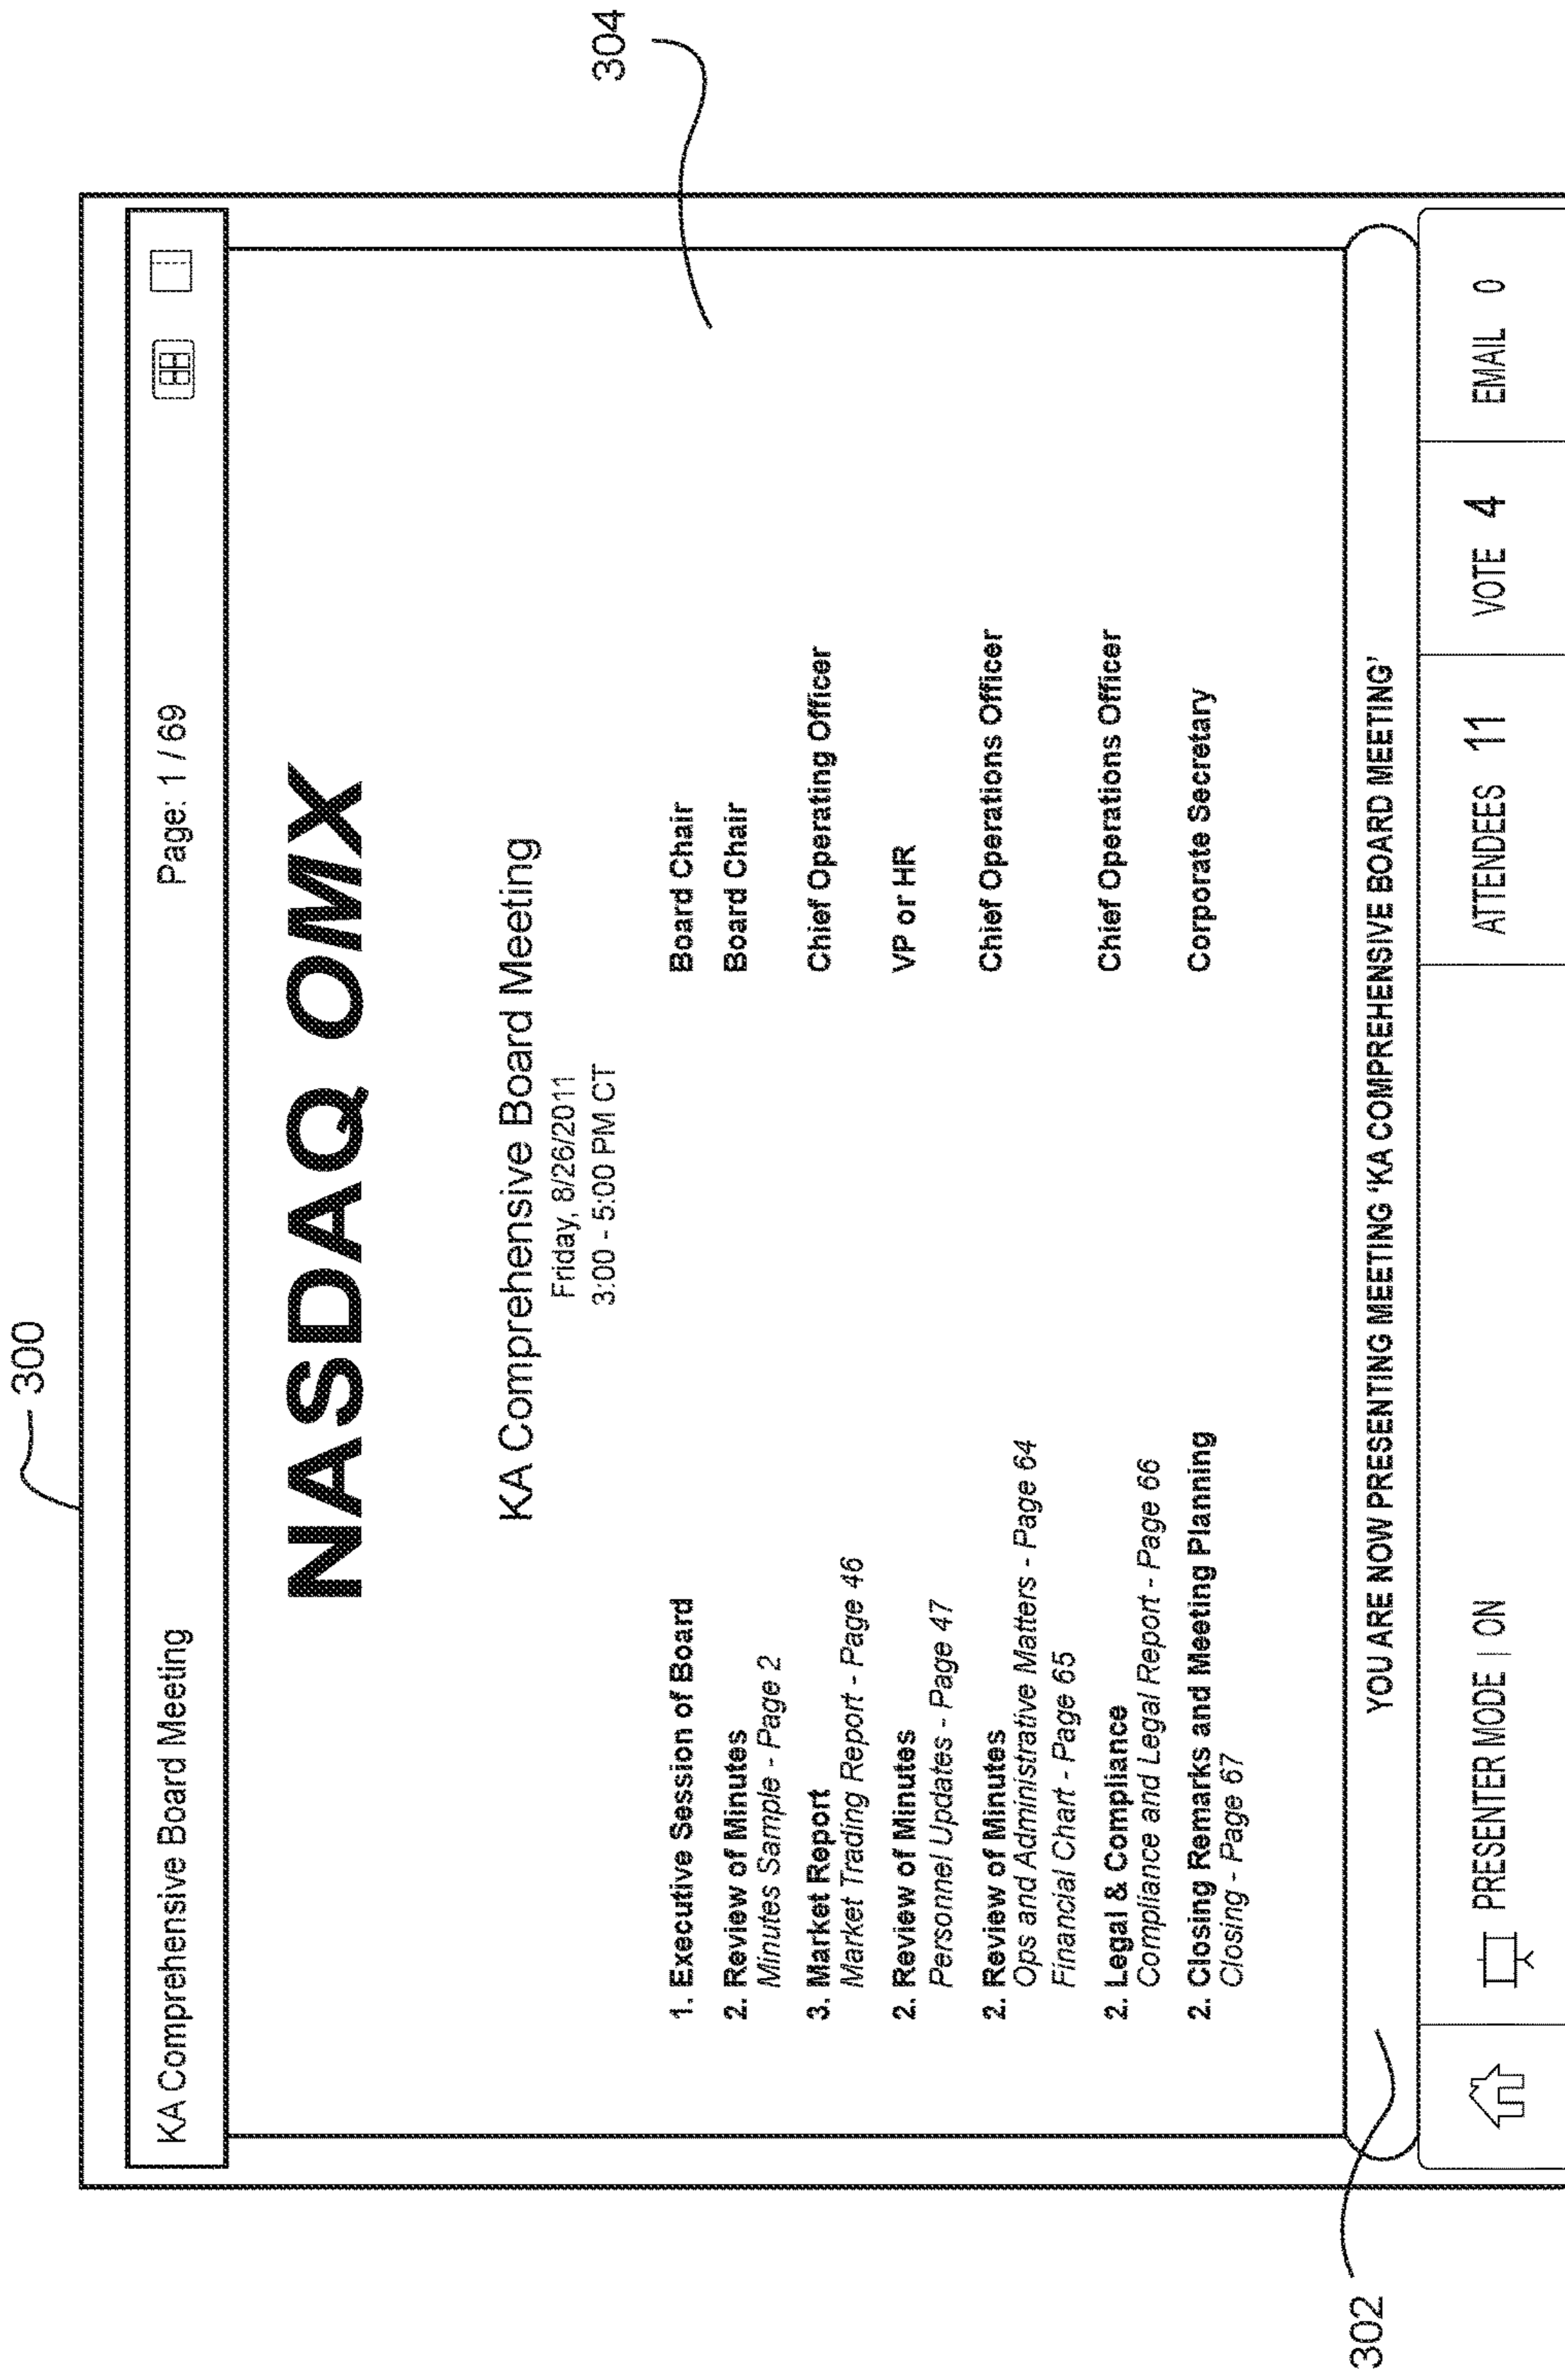 300
KA Comprehensive Board Meeting Page: 1 / 69
NASDAQ OMX
304
KA Comprehensive Board Meeting
Friday, 8/26/2011
3:00 - 5:00 PM CT
1. Executive Session of Board Board Chair
2. Review of Minutes Board Chair
Minutes Sample - Page 2
3. Market Report Chief Operating Officer
Market Trading Report - Page 46
2. Review of Minutes VP or HR
Personnel Updates - Page 47
2. Review of Minutes Chief Operations Officer
Ops and Administrative Matters - Page 64
Financial Chart - Page 65
2. Legal & Compliance Chief Operations Officer
Compliance and Legal Report - Page 66
2. Closing Remarks and Meeting Planning Corporate Secretary
Closing - Page 67
302
YOU ARE NOW PRESENTING MEETING ‘KA COMPREHENSIVE BOARD MEETING’
PRESENTER MODE | ON ATTENDEES 11 VOTE 4 EMAIL 0